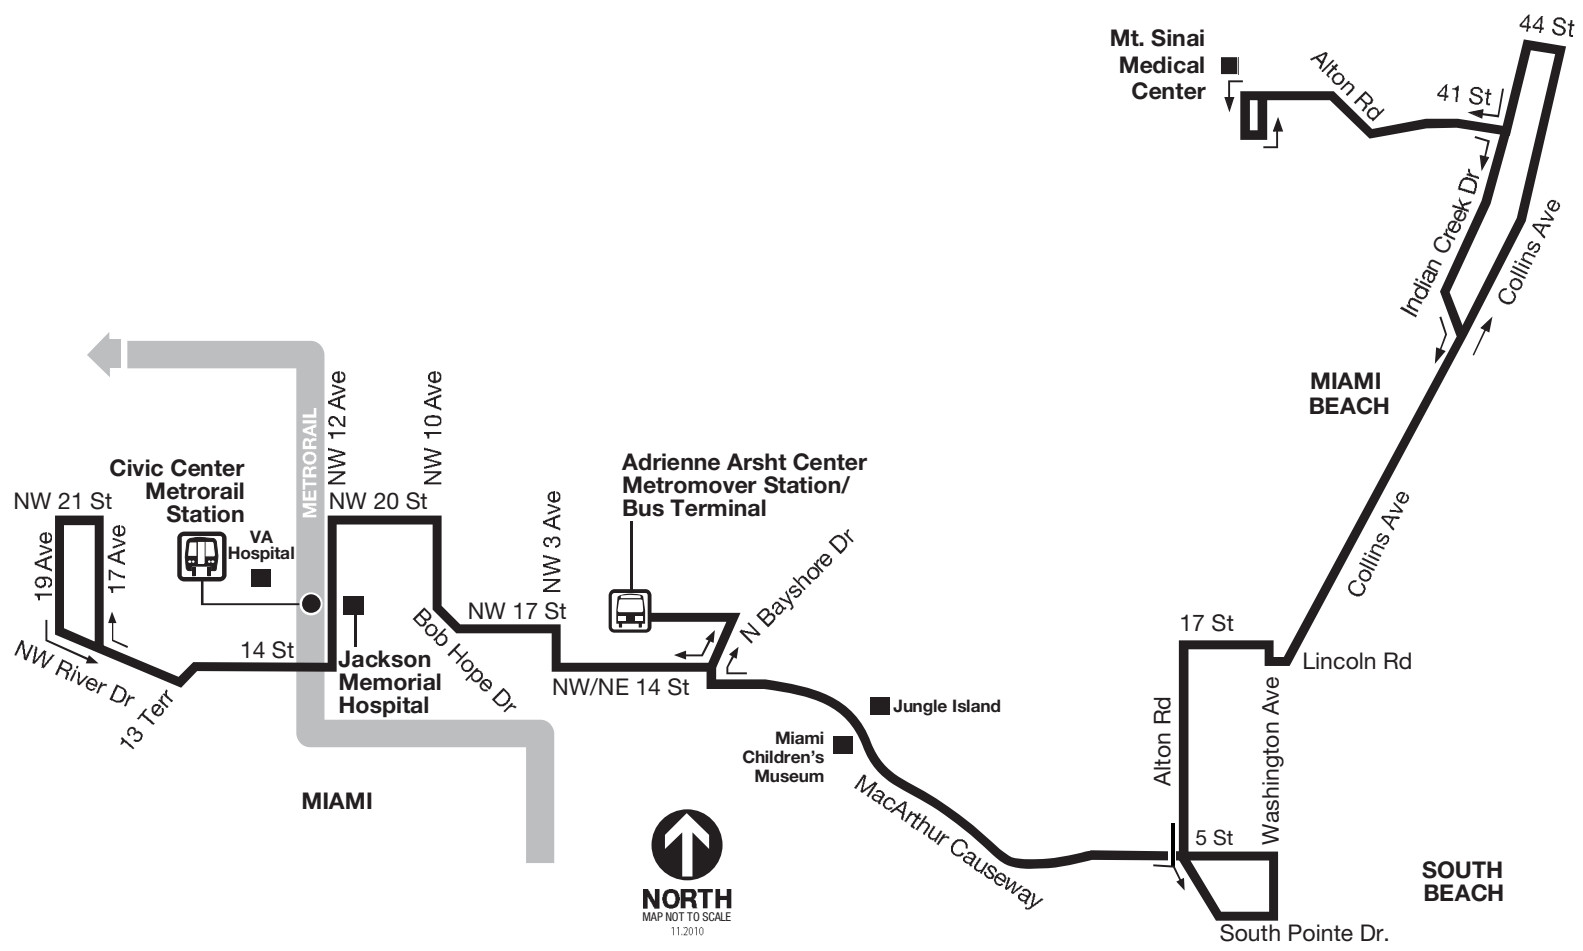 44 St
Mt. Sinai
Medical
Center
Alton Rd
41 St
Indian Creek Dr
Collins Ave
MIAMI
BEACH
METRORAIL
NW 12 Ave
NW 10 Ave
Civic Center
Metrorail
Station
NW 21 St
NW 20 St
VA
Hospital
19 Ave
17 Ave
NW 3 Ave
Adrienne Arsht Center
Metromover Station/
Bus Terminal
N Bayshore Dr
Collins Ave
NW 17 St
Bob Hope Dr
17 St
Lincoln Rd
14 St
NW River Dr
13 Terr
Jackson
Memorial
Hospital
NW/NE 14 St
Jungle Island
Miami
Children's
Museum
MacArthur Causeway
Alton Rd
Washington Ave
MIAMI
5 St
SOUTH
BEACH
NORTH
MAP NOT TO SCALE
11.2010
South Pointe Dr.